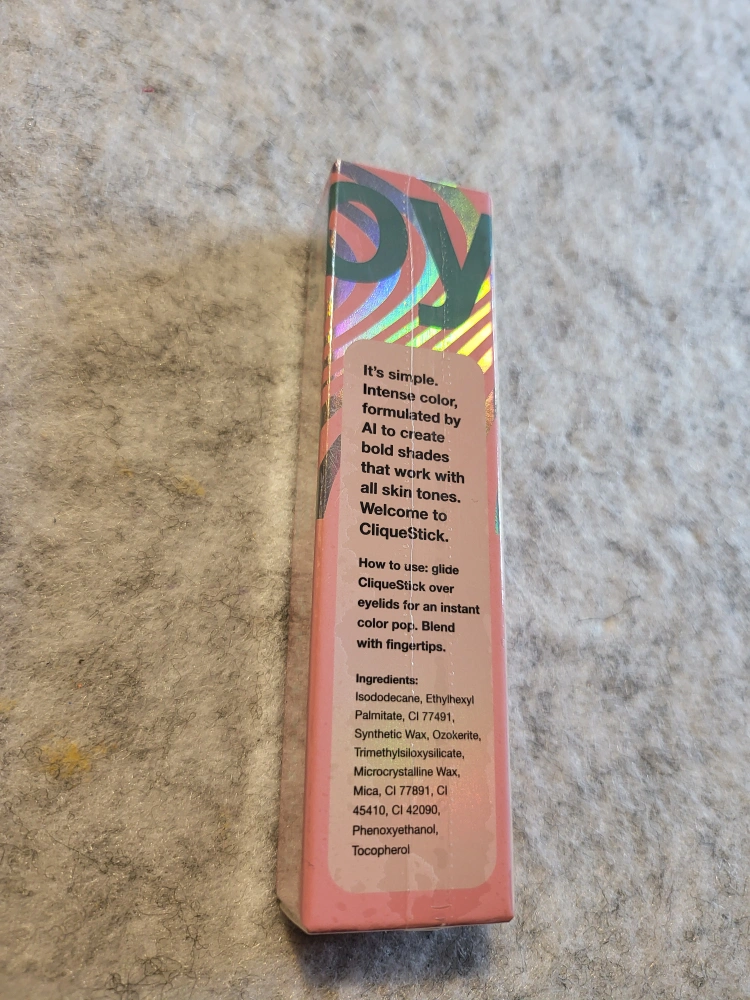 oy
It's simple.
Intense color,
formulated by
AI to create
bold shades
that work with
all skin tones.
Welcome to
CliqueStick.
How to use: glide
CliqueStick over
eyelids for an instant
color pop. Blend
with fingertips.
Ingredients:
Isododecane, Ethylhexyl
Palmitate, CI 77491,
Synthetic Wax, Ozokerite,
Trimethylsiloxysilicate,
Microcrystalline Wax,
Mica, CI 77891, CI
45410, CI 42090,
Phenoxyethanol,
Tocopherol